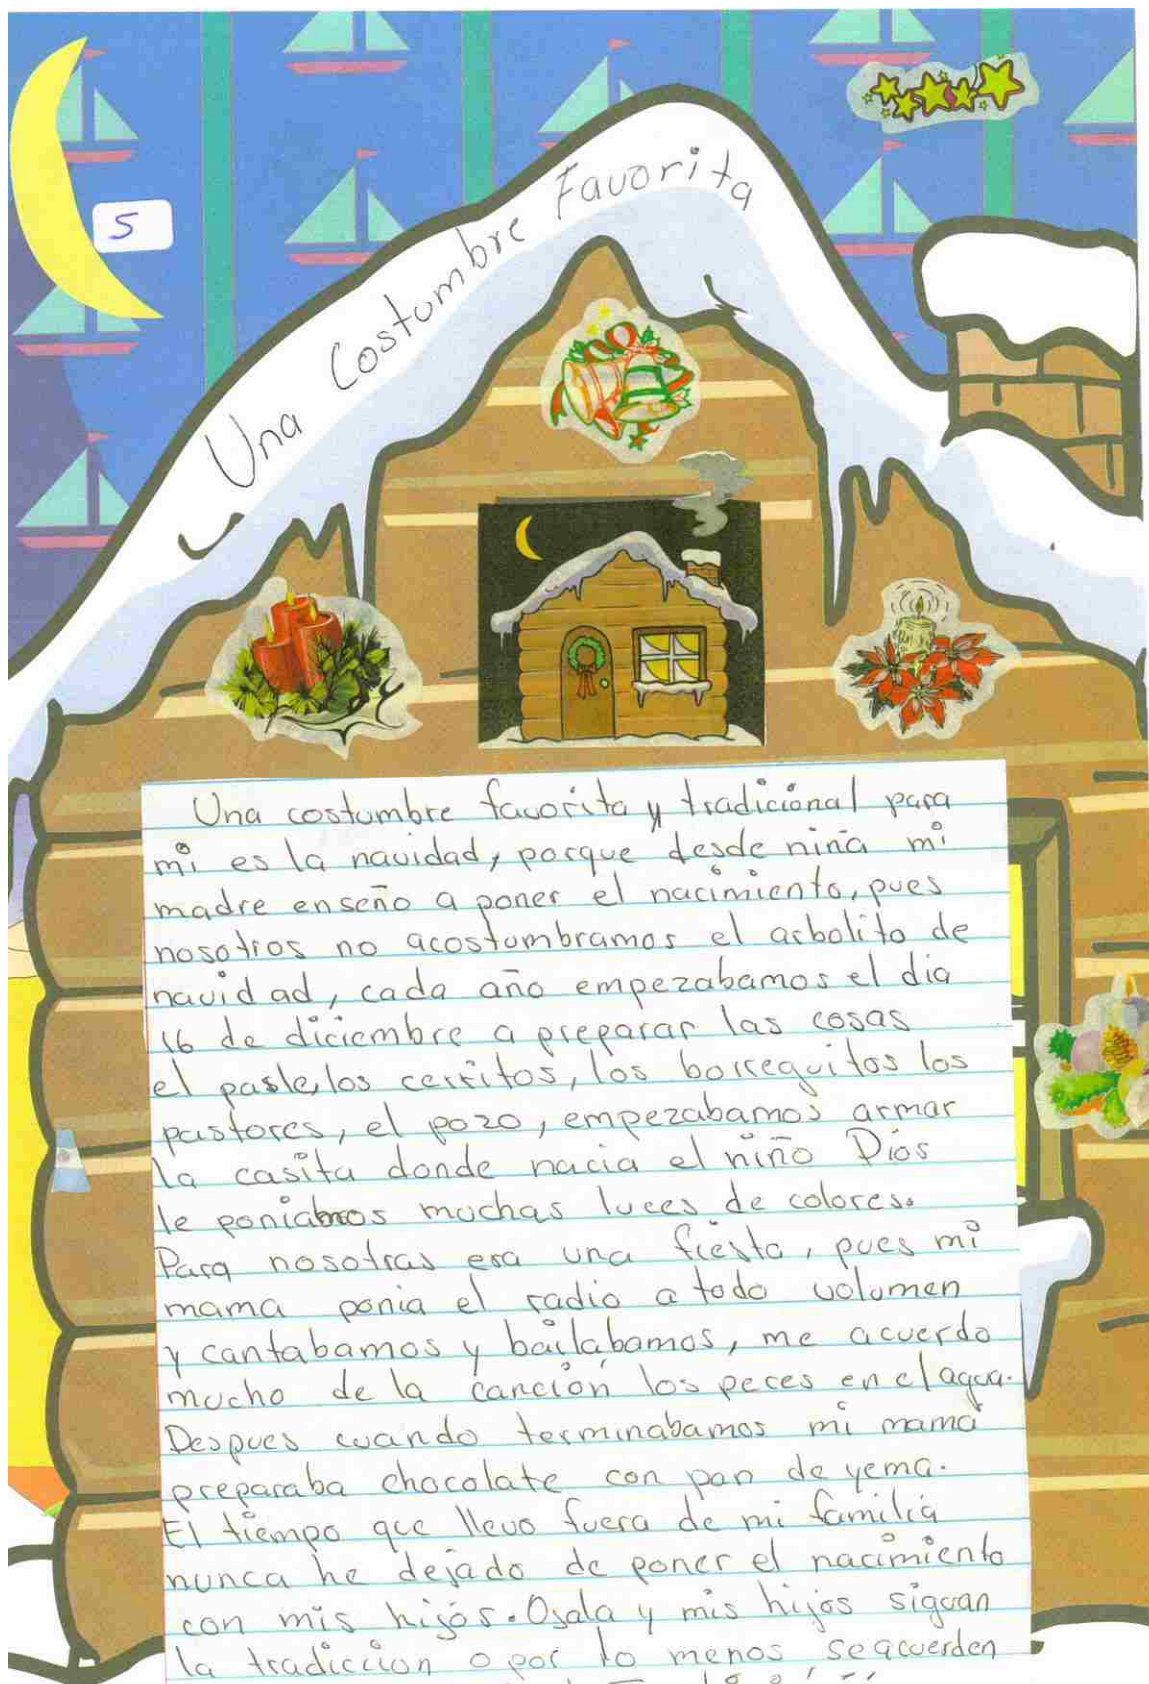 5
Una Costumbre Favorita
Una costumbre favorita y tradicional para
mi es la navidad, porque desde niña mi
madre enseño a poner el nacimiento, pues
nosotros no acostumbramos el arbolito de
navidad, cada año empezabamos el dia
16 de diciembre a preparar las cosas
el pasle, los cerritos, los borreguitos los
pastores, el pozo, empezabamos armar
la casita donde nacia el niño Dios
le poniamos muchas luces de colores.
Para nosotras era una fiesta, pues mi
mama ponia el radio a todo volumen
y cantabamos y bailabamos, me acuerdo
mucho de la canción los peces en el agua.
Despues cuando terminabamos mi mama
preparaba chocolate con pan de yema.
El tiempo que llevo fuera de mi familia
nunca he dejado de poner el nacimiento
con mis hijos. Ojala y mis hijos sigan
la tradiccion o por lo menos se acuerden